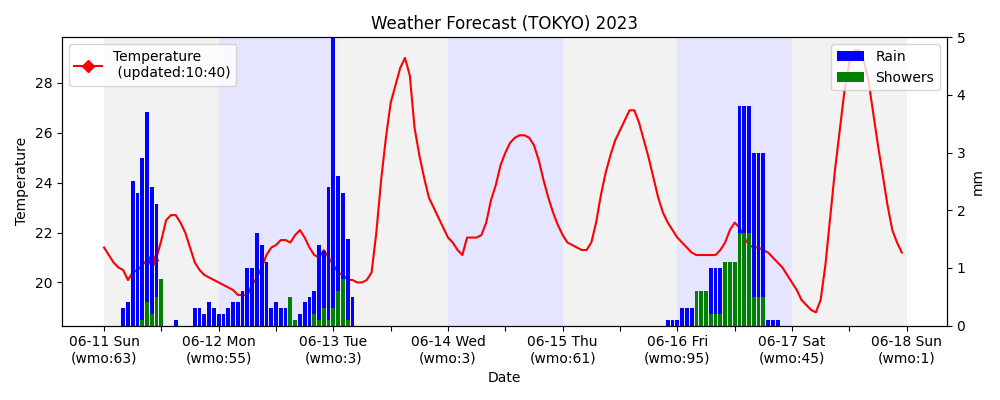 Weather Forecast (TOKYO) 2023
Temperature
(updated:10:40)
Rain
Showers
Temperature
28
26
24
22
20
5
4
3
2
1
0
mm
06-11 Sun
(wmo:63)
06-12 Mon
(wmo:55)
06-13 Tue
(wmo:3)
06-14 Wed
(wmo:3)
06-15 Thu
(wmo:61)
06-16 Fri
(wmo:95)
06-17 Sat
(wmo:45)
06-18 Sun
(wmo:1)
Date